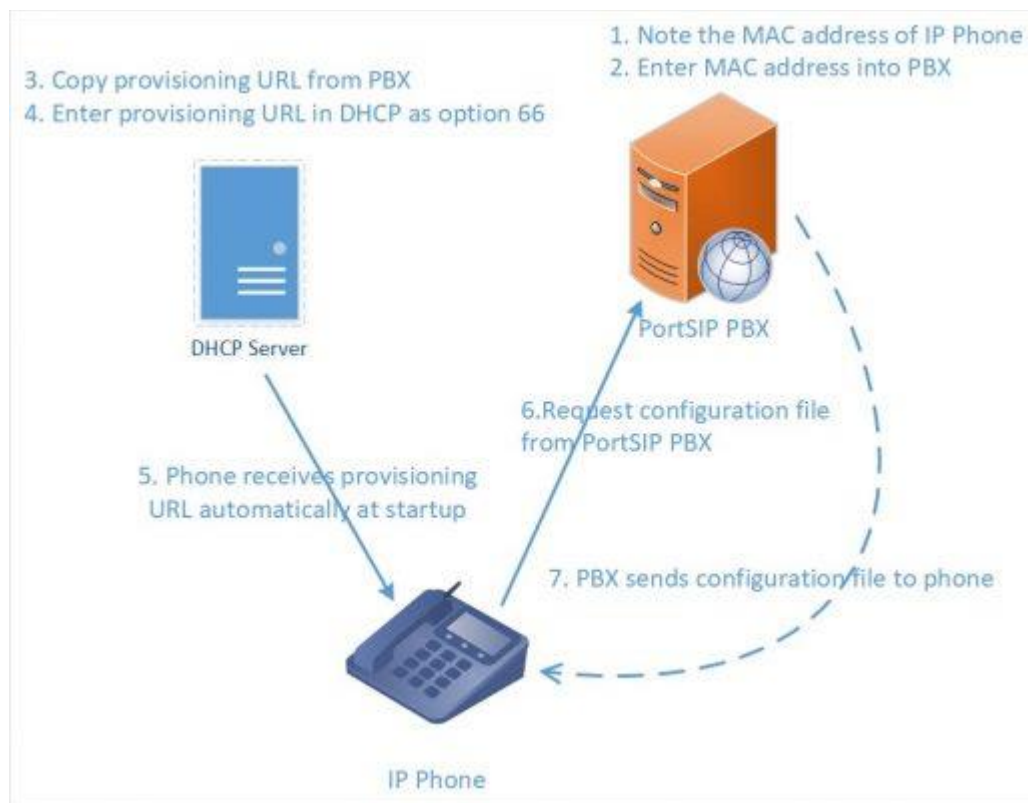 1. Note the MAC address of IP Phone
2. Enter MAC address into PBX
3. Copy provisioning URL from PBX
4. Enter provisioning URL in DHCP as option 66
DHCP Server
PortSIP PBX
5. Phone receives provisioning
URL automatically at startup
6.Request configuration file
from PortSIP PBX
7. PBX sends configuration file to phone
IP Phone